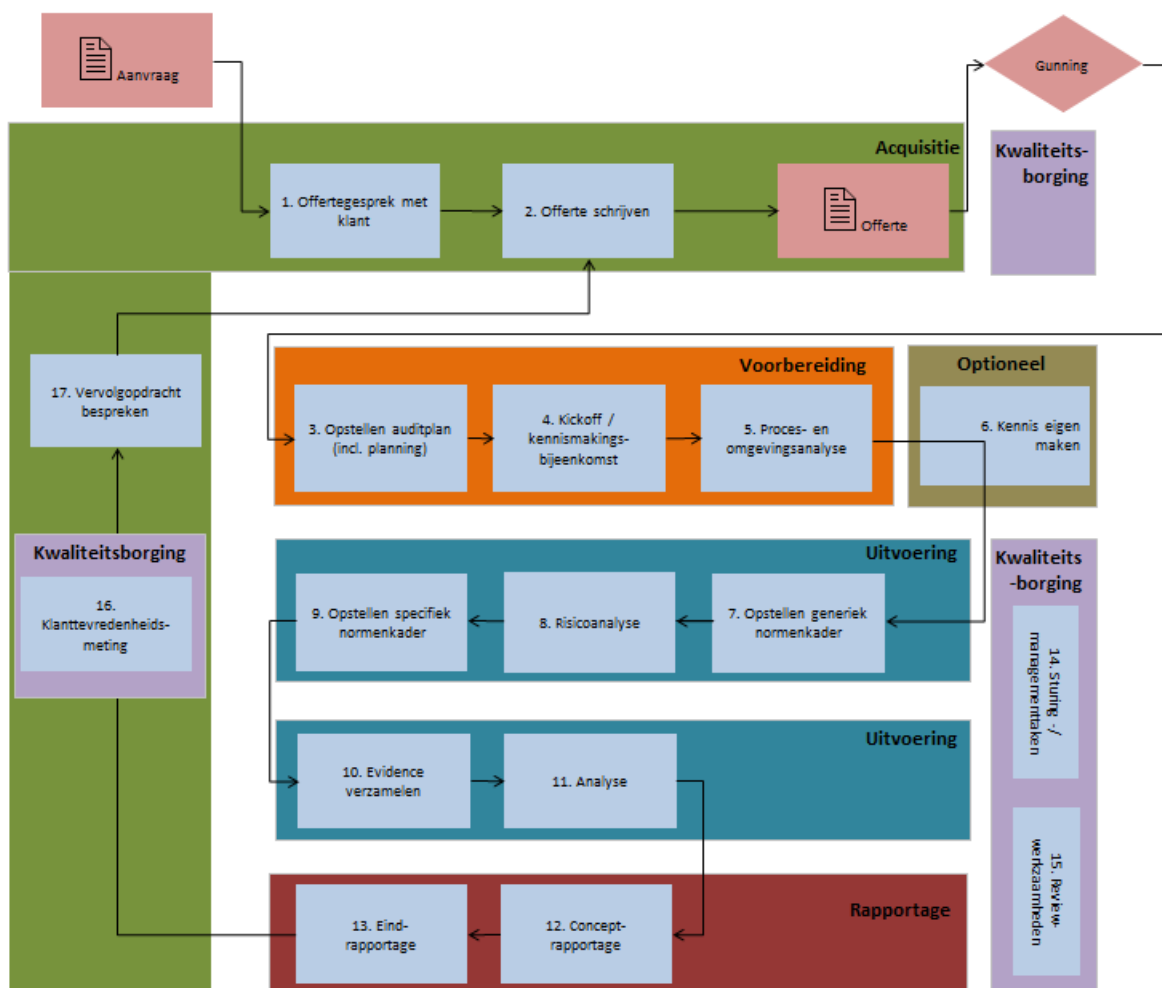 Aanvraag
Gunning
Acquisitie
Kwaliteits-
borging
1. Offertegesprek met
klant
2. Offerte schrijven
Offerte
17. Vervolgopdracht
bespreken
Voorbereiding
Optioneel
3. Opstellen auditplan
(incl. planning)
4. Kickoff /
kennismakings-
bijeenkomst
5. Proces- en
omgevingsanalyse
6. Kennis eigen
maken
Kwaliteitsborging
16.
Klanttevredenheids-
meting
Uitvoering
Kwaliteits
-borging
9. Opstellen specifiek
normenkader
8. Risicoanalyse
7. Opstellen generiek
normenkader
14. Sturing -/
managementtaken
Uitvoering
10. Evidence
verzamelen
11. Analyse
15. Review-
werkzaamheden
Rapportage
13. Eind-
rapportage
12. Concept-
rapportage